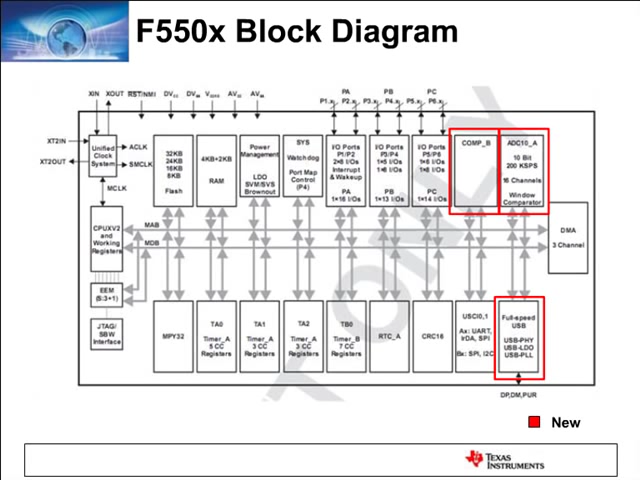 F550x Block Diagram
XIN XOUT RST/NMI DVCC DVSS VCORE AVCC AVSS
PA PB PC
P1.x P2.x P3.x P4.x P5.x P6.x
XT2IN
XT2OUT
Unified
Clock
System
ACLK
SMCLK
MCLK
32KB
24KB
16KB
8KB
Flash
4KB+2KB
RAM
Power
Management
LDO
SVM/SVS
Brownout
SYS
Watchdog
Port Map
Control
(P4)
I/O Ports
P1/P2
2×8 I/Os
Interrupt
& Wakeup
PA
1×16 I/Os
I/O Ports
P3/P4
1×5 I/Os
1×8 I/Os
PB
1×13 I/Os
I/O Ports
P5/P6
1×6 I/Os
1×8 I/Os
PC
1×14 I/Os
COMP_B
ADC10_A
10 Bit
200 KSPS
16 Channels
Window
Comparator
CPUXV2
and
Working
Registers
MAB
MDB
DMA
3 Channel
EEM
(S:3+1)
JTAG/
SBW
Interface
MPY32
TA0
Timer_A
5 CC
Registers
TA1
Timer_A
3 CC
Registers
TA2
Timer_A
3 CC
Registers
TB0
Timer_B
7 CC
Registers
RTC_A
CRC16
USCI0,1
Ax: UART,
IrDA, SPI
Bx: SPI, I2C
Full-speed
USB
USB-PHY
USB-LDO
USB-PLL
DP,DM,PUR
New
TEXAS
INSTRUMENTS